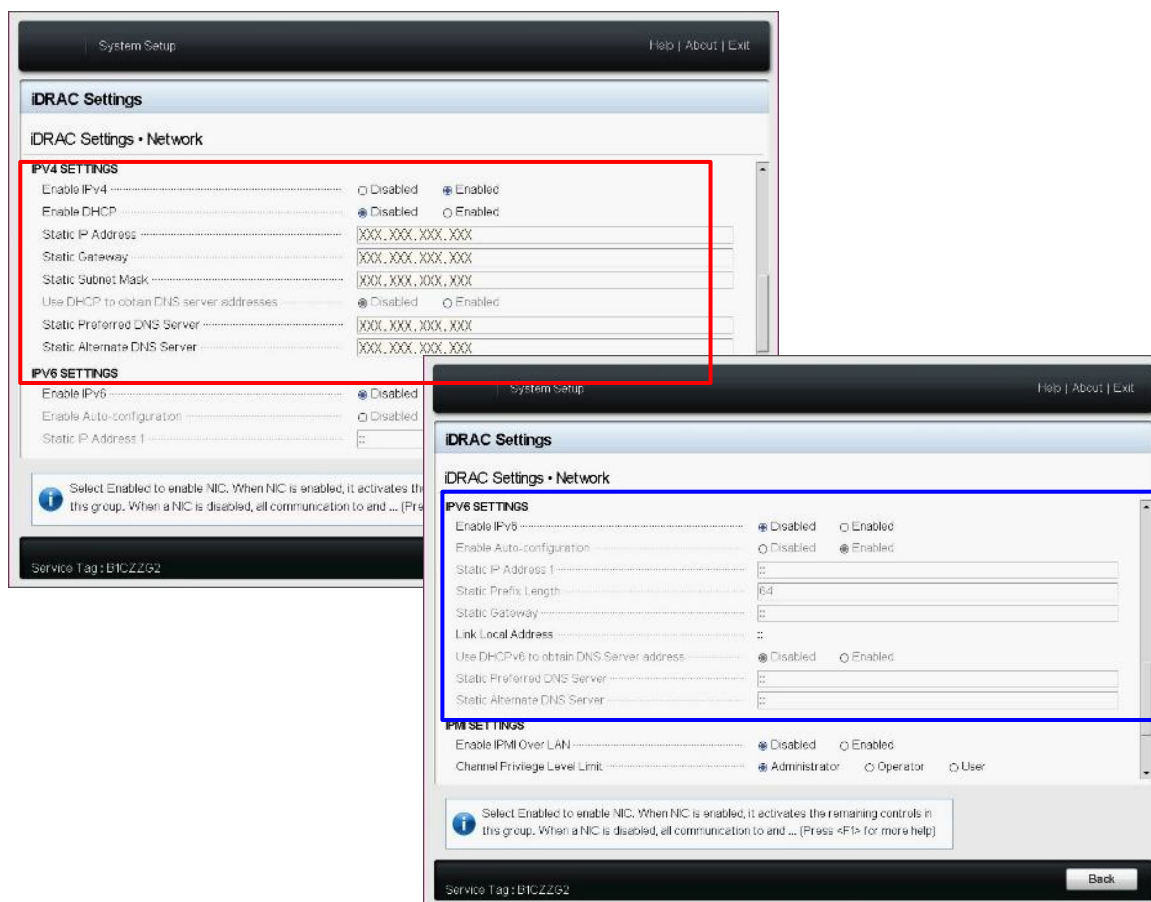 System Setup
Help | About | Exit
iDRAC Settings
iDRAC Settings • Network
IPV4 SETTINGS
Enable IPv4 Disabled Enabled
Enable DHCP Disabled Enabled
Static IP Address XXX.XXX.XXX.XXX
Static Gateway XXX.XXX.XXX.XXX
Static Subnet Mask XXX.XXX.XXX.XXX
Use DHCP to obtain DNS server addresses Disabled Enabled
Static Preferred DNS Server XXX.XXX.XXX.XXX
Static Alternate DNS Server XXX.XXX.XXX.XXX
IPV6 SETTINGS
Enable IPv6 Disabled
Enable Auto-configuration Disabled
Static IP Address 1 ::
Select Enabled to enable NIC. When NIC is enabled, it activates th
this group. When a NIC is disabled, all communication to and ... (Pre
Service Tag : B1CZZG2
System Setup
Help | About | Exit
iDRAC Settings
iDRAC Settings • Network
IPV6 SETTINGS
Enable IPv6 Disabled Enabled
Enable Auto-configuration Disabled Enabled
Static IP Address 1 ::
Static Prefix Length 64
Static Gateway ::
Link Local Address ::
Use DHCPv6 to obtain DNS Server address Disabled Enabled
Static Preferred DNS Server ::
Static Alternate DNS Server ::
IPMI SETTINGS
Enable IPMI Over LAN Disabled Enabled
Channel Privilege Level Limit Administrator Operator User
Select Enabled to enable NIC. When NIC is enabled, it activates the remaining controls in
this group. When a NIC is disabled, all communication to and ... (Press <F1> for more help)
Service Tag : B1CZZG2
Back